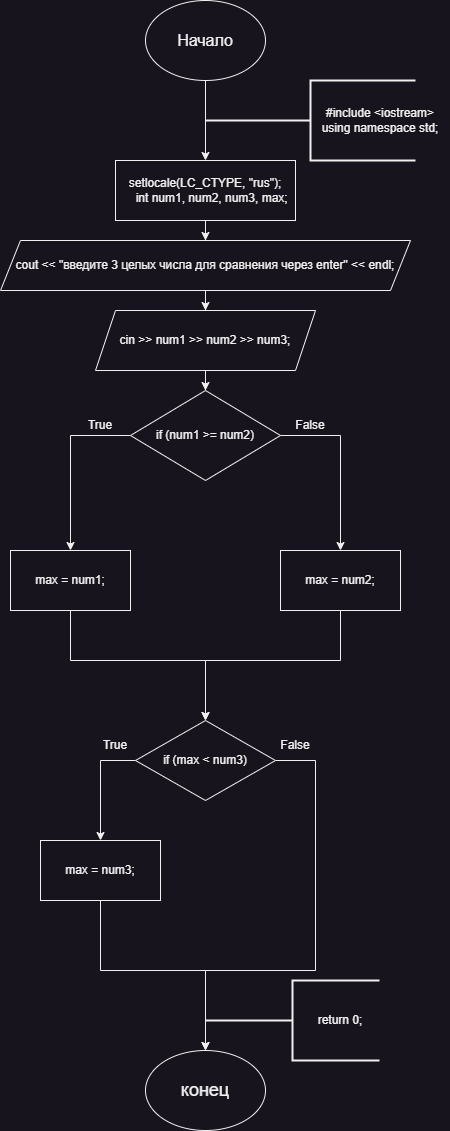 Начало
#include <iostream>
using namespace std;
setlocale(LC_CTYPE, "rus");
int num1, num2, num3, max;
cout << "введите 3 целых числа для сравнения через enter" << endl;
cin >> num1 >> num2 >> num3;
True
False
if (num1 >= num2)
max = num1;
max = num2;
True
False
if (max < num3)
max = num3;
return 0;
конец